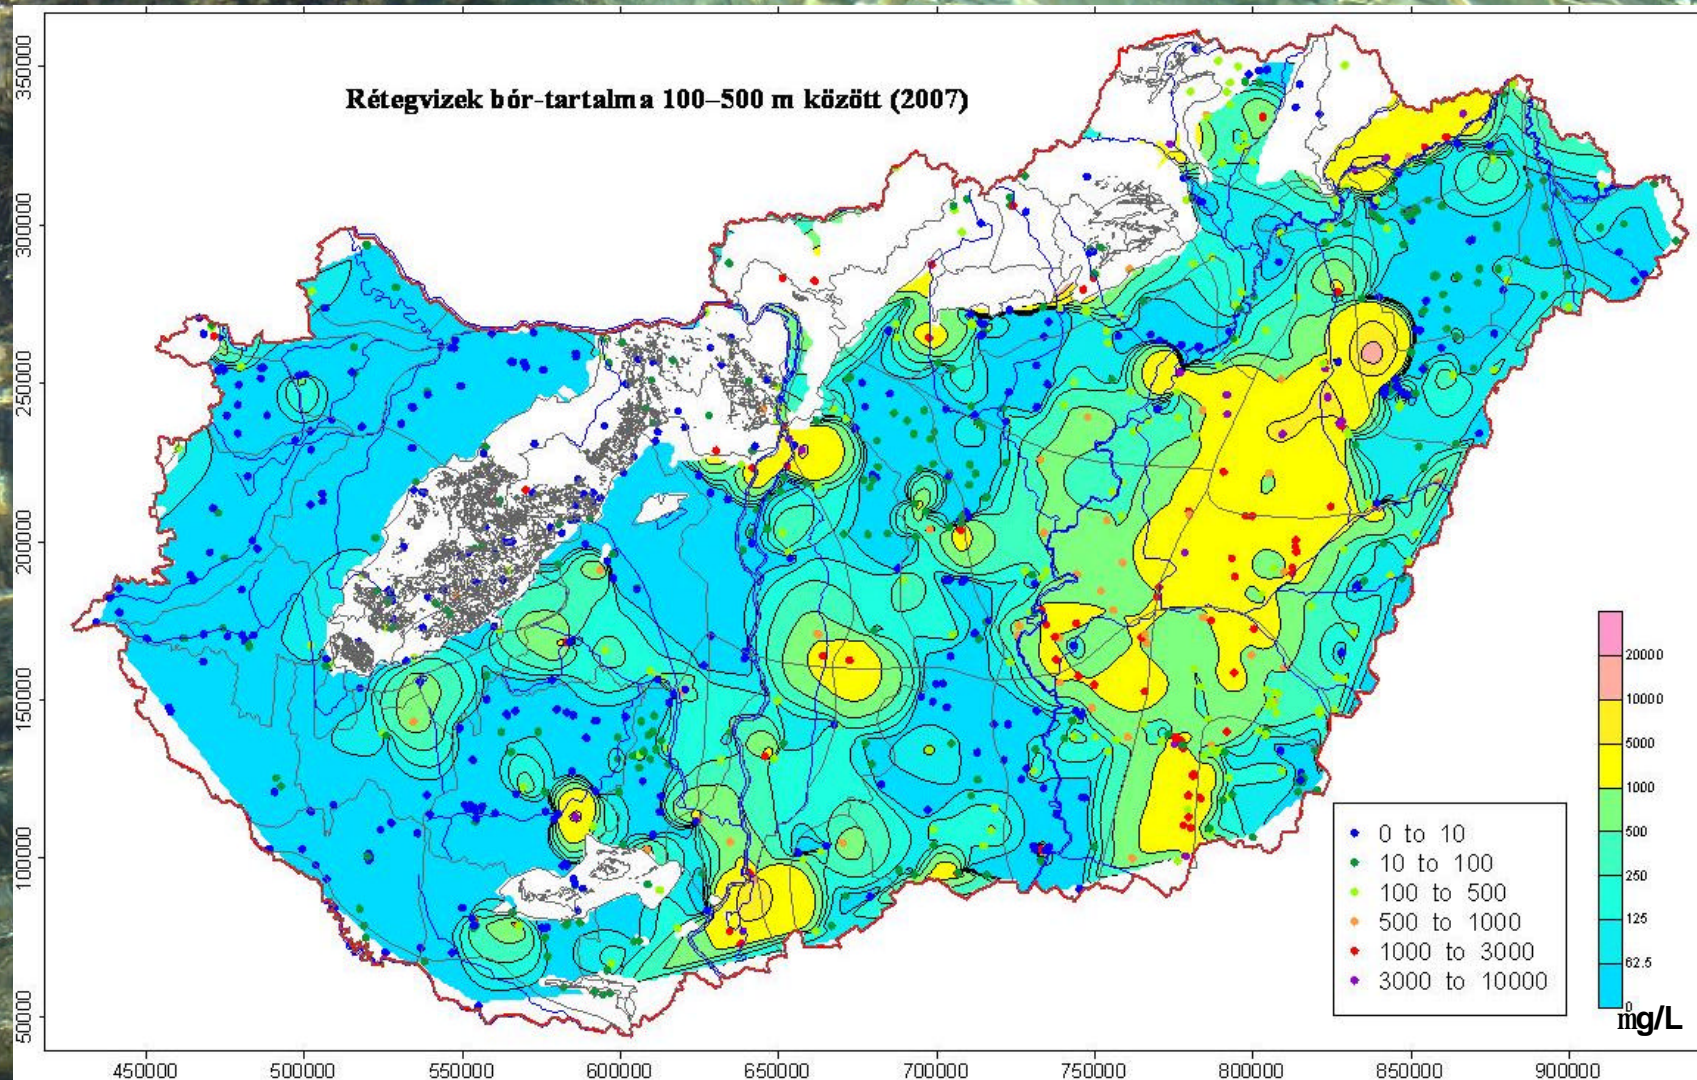 Rétegvizek bór-tartalma 100–500 m között (2007)
350000
300000
250000
200000
150000
100000
50000
450000 500000 550000 600000 650000 700000 750000 800000 850000 900000
0 to 10
10 to 100
100 to 500
500 to 1000
1000 to 3000
3000 to 10000
20000
10000
5000
1000
500
250
125
62.5
0
mg/L